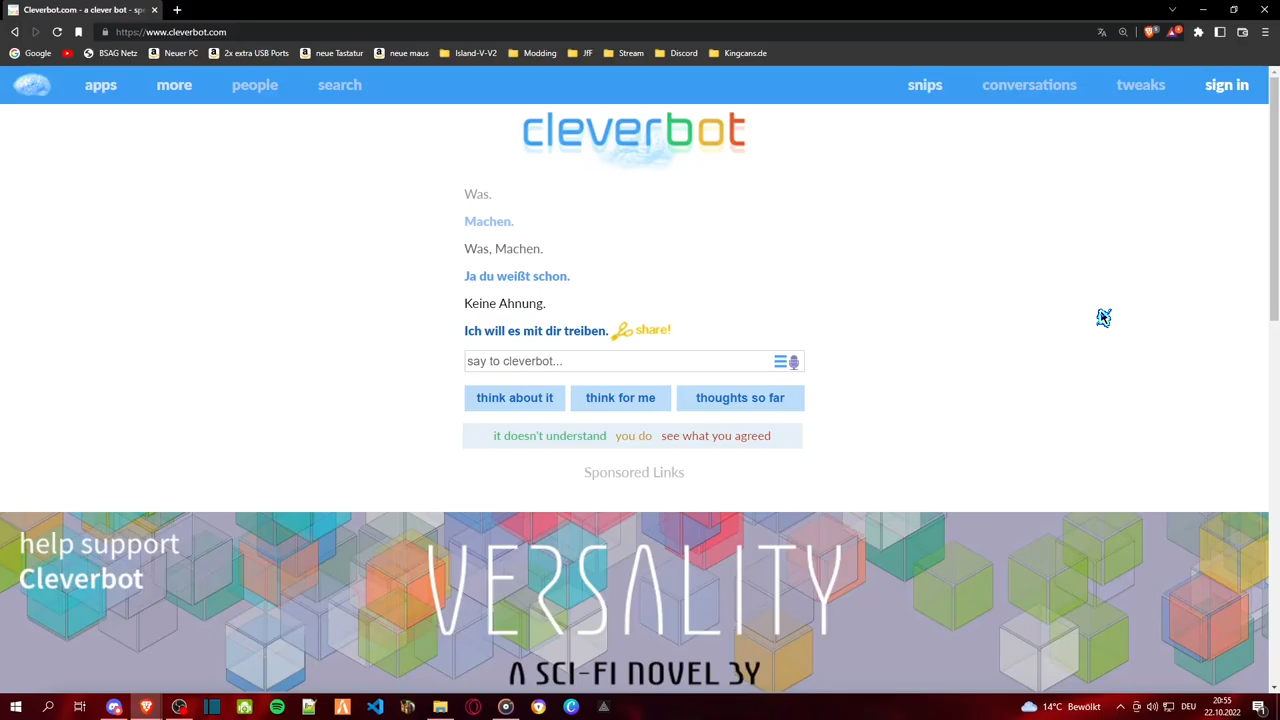 Cleverbot.com - a clever bot - spe
https://www.cleverbot.com
Google
BSAG Netz
Neuer PC
2x extra USB Ports
neue Tastatur
neue maus
Island-V-V2
Modding
JfF
Stream
Discord
Kingcans.de
apps
more
people
search
snips
conversations
tweaks
sign in
cleverbot
Was.
Machen.
Was, Machen.
Ja du weißt schon.
Keine Ahnung.
Ich will es mit dir treiben. share!
say to cleverbot...
think about it
think for me
thoughts so far
it doesn't understand you do see what you agreed
Sponsored Links
help support
Cleverbot
VERSALITY
A SCI-FI NOVEL BY
14°C Bewölkt
DEU
20:55
22.10.2022